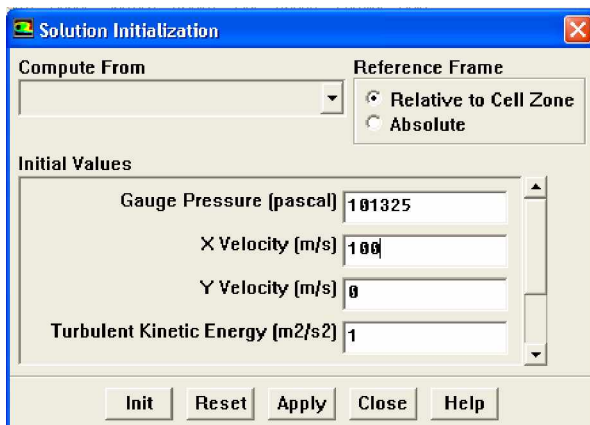 Solution Initialization
Compute From
Reference Frame
Relative to Cell Zone
Absolute
Initial Values
Gauge Pressure (pascal) 101325
X Velocity (m/s) 100
Y Velocity (m/s) 0
Turbulent Kinetic Energy (m2/s2) 1
Init Reset Apply Close Help